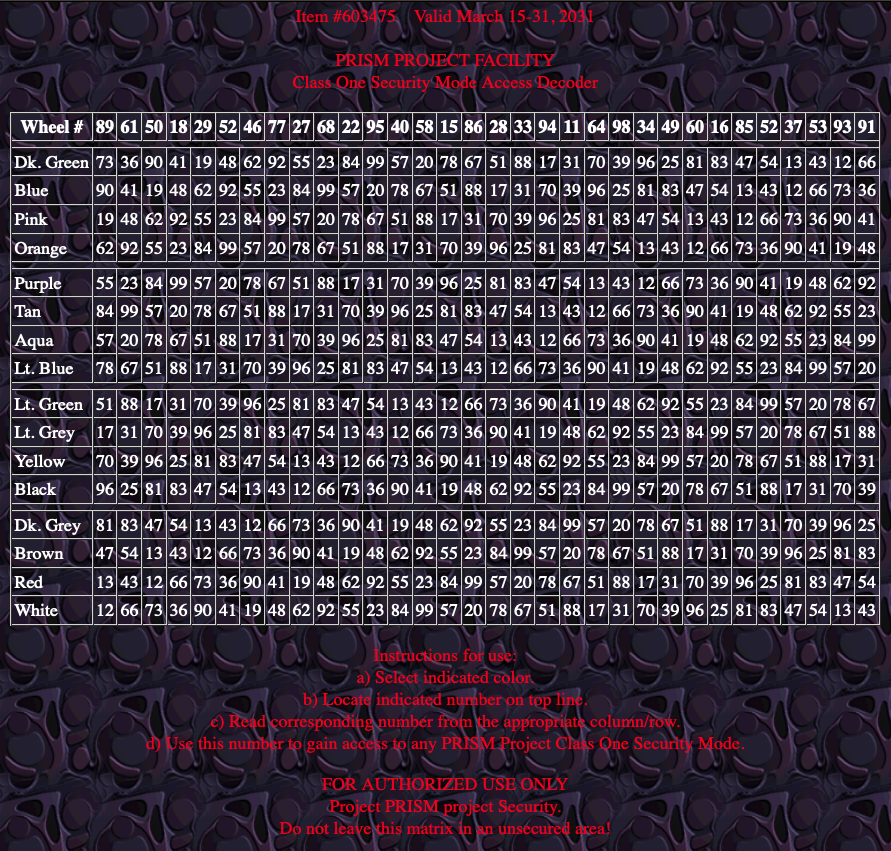 Item #603475    Valid March 15-31, 2031
PRISM PROJECT FACILITY
Class One Security Mode Access Decoder
Wheel # 89 61 50 18 29 52 46 77 27 68 22 95 40 58 15 86 28 33 94 11 64 98 34 49 60 16 85 52 37 53 93 91
Dk. Green 73 36 90 41 19 48 62 92 55 23 84 99 57 20 78 67 51 88 17 31 70 39 96 25 81 83 47 54 13 43 12 66
Blue 90 41 19 48 62 92 55 23 84 99 57 20 78 67 51 88 17 31 70 39 96 25 81 83 47 54 13 43 12 66 73 36
Pink 19 48 62 92 55 23 84 99 57 20 78 67 51 88 17 31 70 39 96 25 81 83 47 54 13 43 12 66 73 36 90 41
Orange 62 92 55 23 84 99 57 20 78 67 51 88 17 31 70 39 96 25 81 83 47 54 13 43 12 66 73 36 90 41 19 48
Purple 55 23 84 99 57 20 78 67 51 88 17 31 70 39 96 25 81 83 47 54 13 43 12 66 73 36 90 41 19 48 62 92
Tan 84 99 57 20 78 67 51 88 17 31 70 39 96 25 81 83 47 54 13 43 12 66 73 36 90 41 19 48 62 92 55 23
Aqua 57 20 78 67 51 88 17 31 70 39 96 25 81 83 47 54 13 43 12 66 73 36 90 41 19 48 62 92 55 23 84 99
Lt. Blue 78 67 51 88 17 31 70 39 96 25 81 83 47 54 13 43 12 66 73 36 90 41 19 48 62 92 55 23 84 99 57 20
Lt. Green 51 88 17 31 70 39 96 25 81 83 47 54 13 43 12 66 73 36 90 41 19 48 62 92 55 23 84 99 57 20 78 67
Lt. Grey 17 31 70 39 96 25 81 83 47 54 13 43 12 66 73 36 90 41 19 48 62 92 55 23 84 99 57 20 78 67 51 88
Yellow 70 39 96 25 81 83 47 54 13 43 12 66 73 36 90 41 19 48 62 92 55 23 84 99 57 20 78 67 51 88 17 31
Black 96 25 81 83 47 54 13 43 12 66 73 36 90 41 19 48 62 92 55 23 84 99 57 20 78 67 51 88 17 31 70 39
Dk. Grey 81 83 47 54 13 43 12 66 73 36 90 41 19 48 62 92 55 23 84 99 57 20 78 67 51 88 17 31 70 39 96 25
Brown 47 54 13 43 12 66 73 36 90 41 19 48 62 92 55 23 84 99 57 20 78 67 51 88 17 31 70 39 96 25 81 83
Red 13 43 12 66 73 36 90 41 19 48 62 92 55 23 84 99 57 20 78 67 51 88 17 31 70 39 96 25 81 83 47 54
White 12 66 73 36 90 41 19 48 62 92 55 23 84 99 57 20 78 67 51 88 17 31 70 39 96 25 81 83 47 54 13 43
Instructions for use:
a) Select indicated color.
b) Locate indicated number on top line.
c) Read corresponding number from the appropriate column/row.
d) Use this number to gain access to any PRISM Project Class One Security Mode.
FOR AUTHORIZED USE ONLY
Project PRISM project Security.
Do not leave this matrix in an unsecured area!